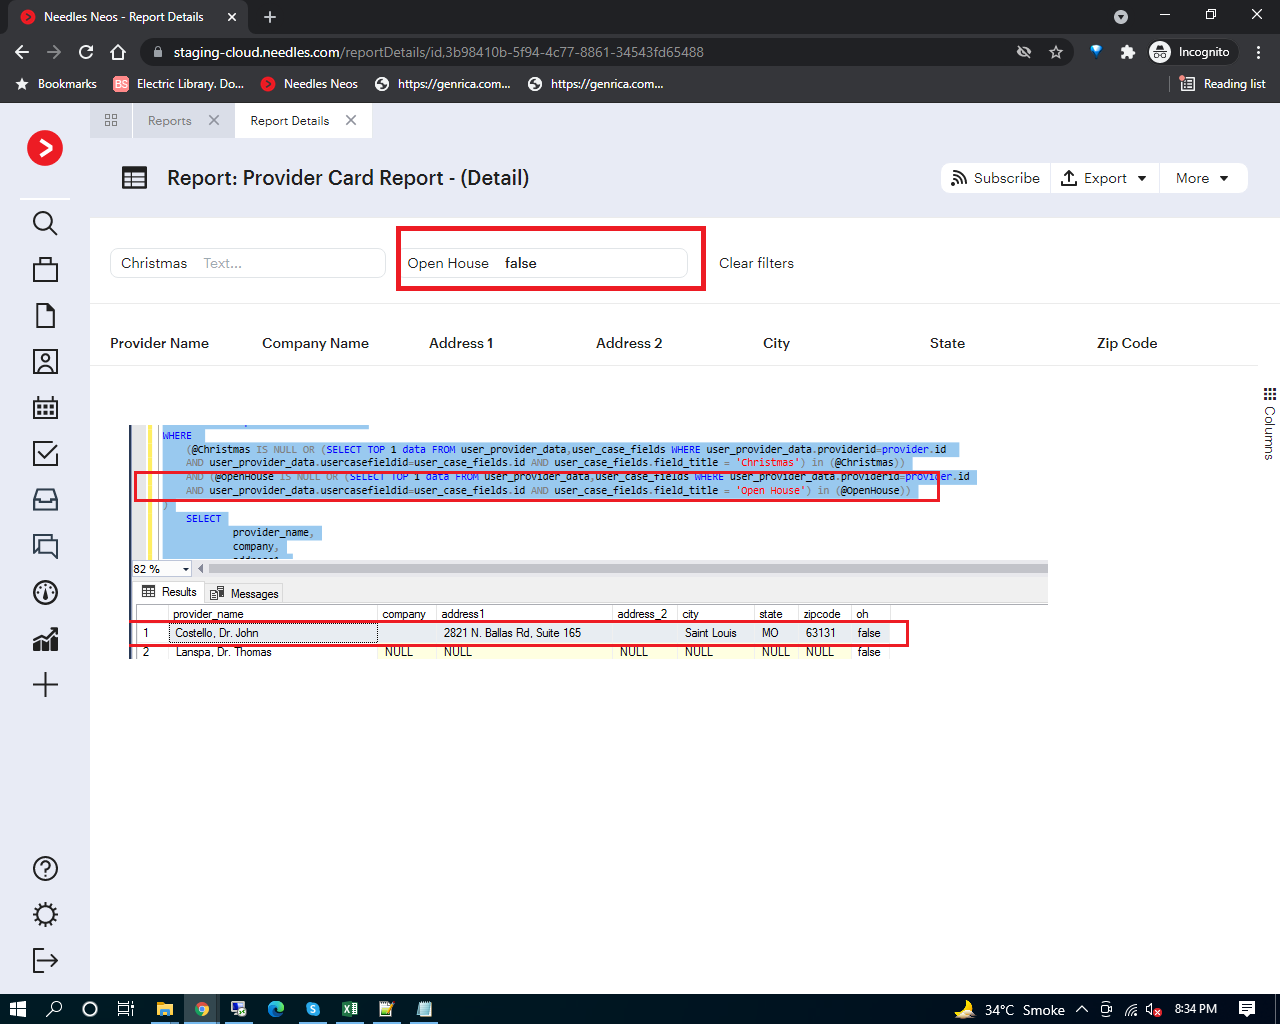 Needles Neos - Report Details
staging-cloud.needles.com/reportDetails/id,3b98410b-5f94-4c77-8861-34543fd65488
Incognito
Bookmarks
BS Electric Library. Do...
Needles Neos
https://genrica.com...
https://genrica.com...
Reading list
Reports
Report Details
Report: Provider Card Report - (Detail)
Subscribe
Export
More
Christmas Text...
Open House false
Clear filters
Provider Name Company Name Address 1 Address 2 City State Zip Code
Columns
WHERE
(@Christmas IS NULL OR (SELECT TOP 1 data FROM user_provider_data,user_case_fields WHERE user_provider_data.providerid=provider.id
AND user_provider_data.usercasefieldid=user_case_fields.id AND user_case_fields.field_title = 'Christmas') in (@Christmas))
AND (@openHouse IS NULL OR (SELECT TOP 1 data FROM user_provider_data,user_case_fields WHERE user_provider_data.providerid=provider.id
AND user_provider_data.usercasefieldid=user_case_fields.id AND user_case_fields.field_title = 'Open House') in (@OpenHouse))
)
SELECT
provider_name,
company,
82 %
Results Messages
provider_name company address1 address_2 city state zipcode oh
1 Costello, Dr. John 2821 N. Ballas Rd, Suite 165 Saint Louis MO 63131 false
2 Lanspa, Dr. Thomas NULL NULL NULL NULL NULL NULL false
34°C Smoke
8:34 PM